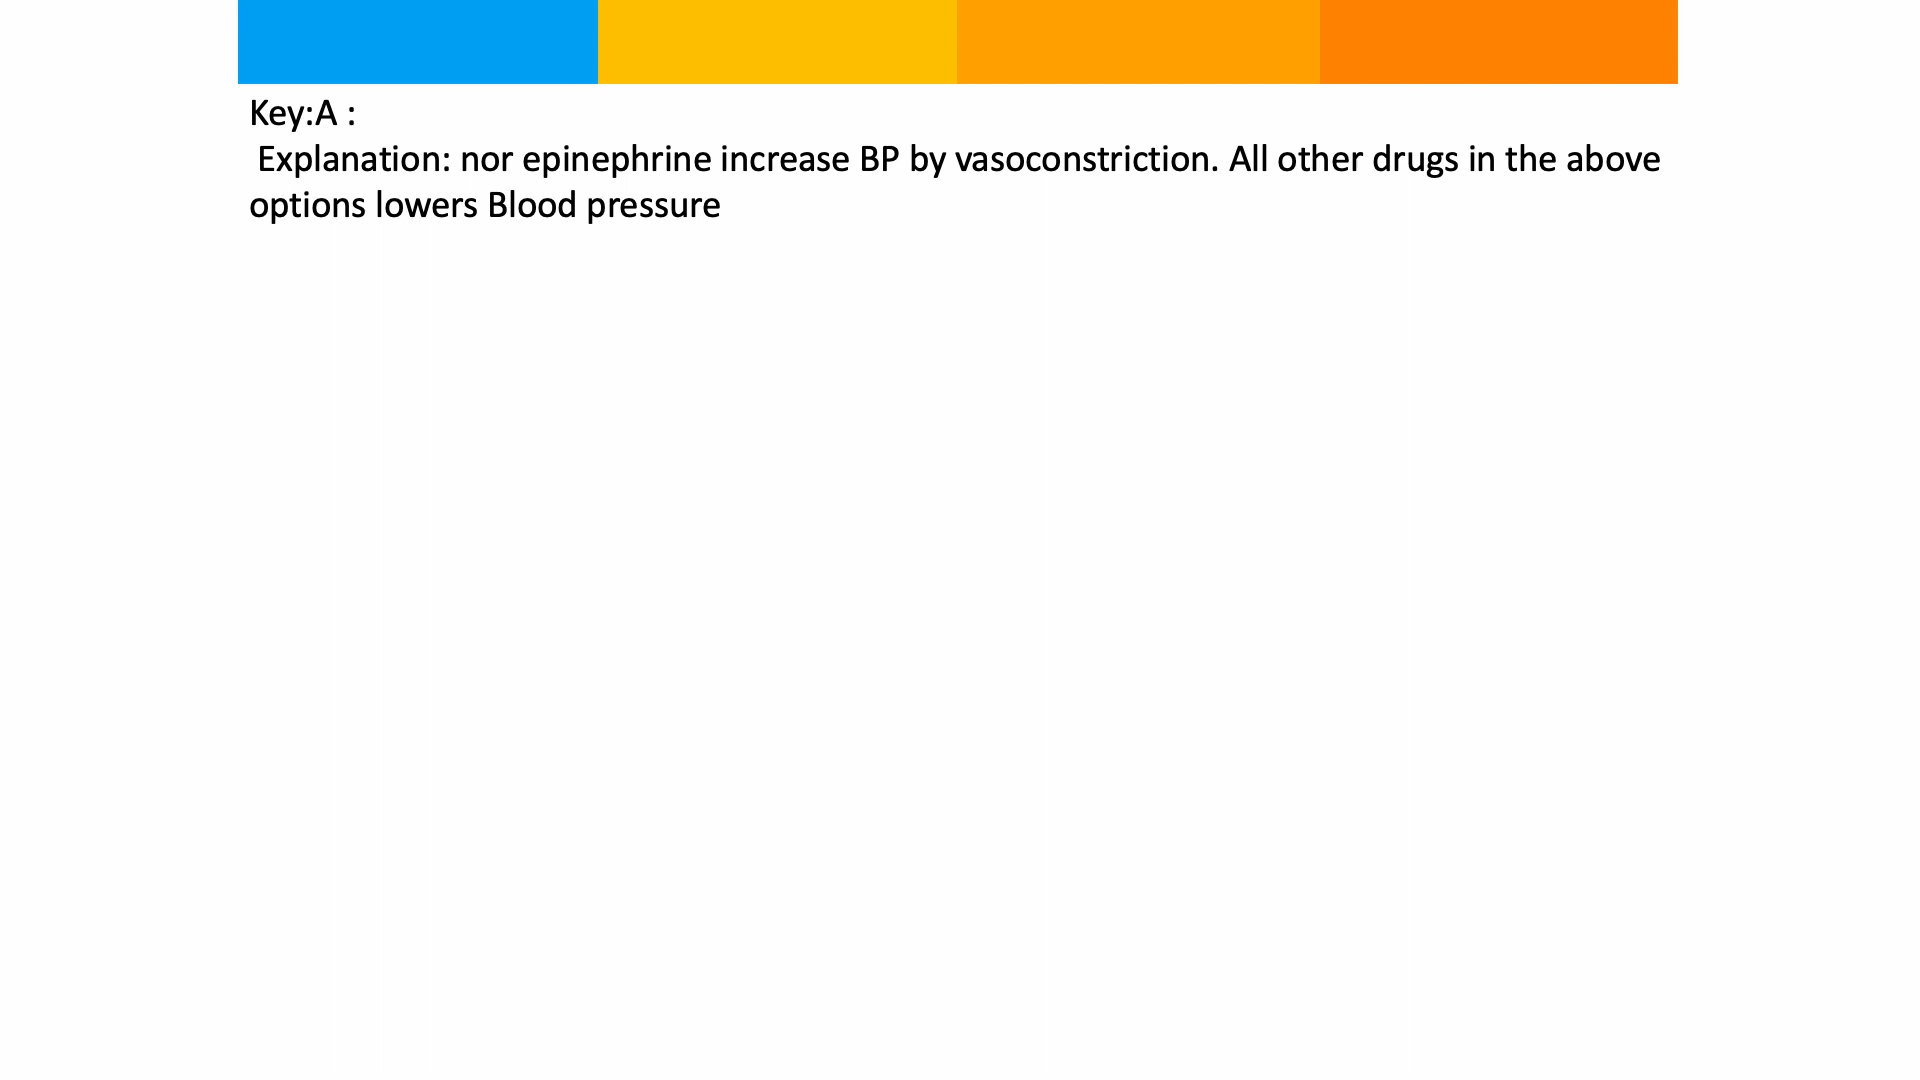 Key:A :
Explanation: nor epinephrine increase BP by vasoconstriction. All other drugs in the above
options lowers Blood pressure